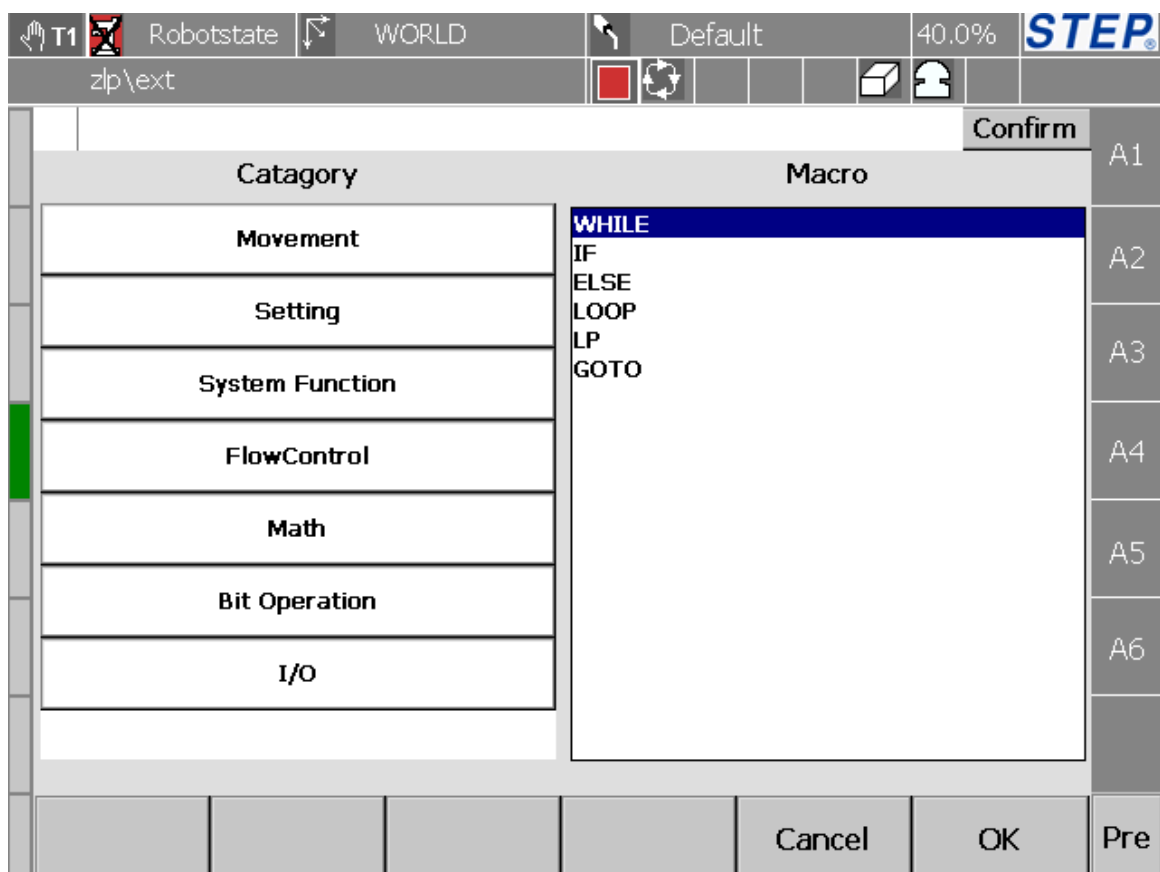 T1 Robotstate WORLD Default 40.0% STEP®
zlp\ext
Confirm
Catagory
Movement
Setting
System Function
FlowControl
Math
Bit Operation
I/O
Macro
WHILE
IF
ELSE
LOOP
LP
GOTO
A1
A2
A3
A4
A5
A6
Cancel OK Pre